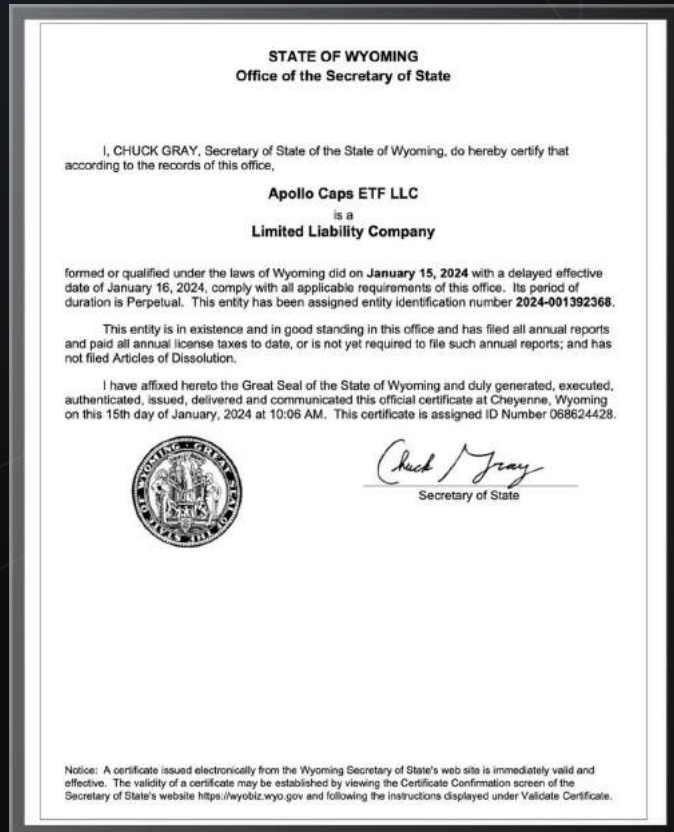 STATE OF WYOMING
Office of the Secretary of State
I, CHUCK GRAY, Secretary of State of the State of Wyoming, do hereby certify that
according to the records of this office,
Apollo Caps ETF LLC
is a
Limited Liability Company
formed or qualified under the laws of Wyoming did on January 15, 2024 with a delayed effective
date of January 16, 2024, comply with all applicable requirements of this office. Its period of
duration is Perpetual. This entity has been assigned entity identification number 2024-001392368.
This entity is in existence and in good standing in this office and has filed all annual reports
and paid all annual license taxes to date, or is not yet required to file such annual reports; and has
not filed Articles of Dissolution.
I have affixed hereto the Great Seal of the State of Wyoming and duly generated, executed,
authenticated, issued, delivered and communicated this official certificate at Cheyenne, Wyoming
on this 15th day of January, 2024 at 10:06 AM. This certificate is assigned ID Number 068624428.
GREAT SEAL OF THE STATE OF WYOMING
Chuck Gray
Secretary of State
Notice: A certificate issued electronically from the Wyoming Secretary of State's web site is immediately valid and
effective. The validity of a certificate may be established by viewing the Certificate Confirmation screen of the
Secretary of State's website https://wyobiz.wyo.gov and following the instructions displayed under Validate Certificate.